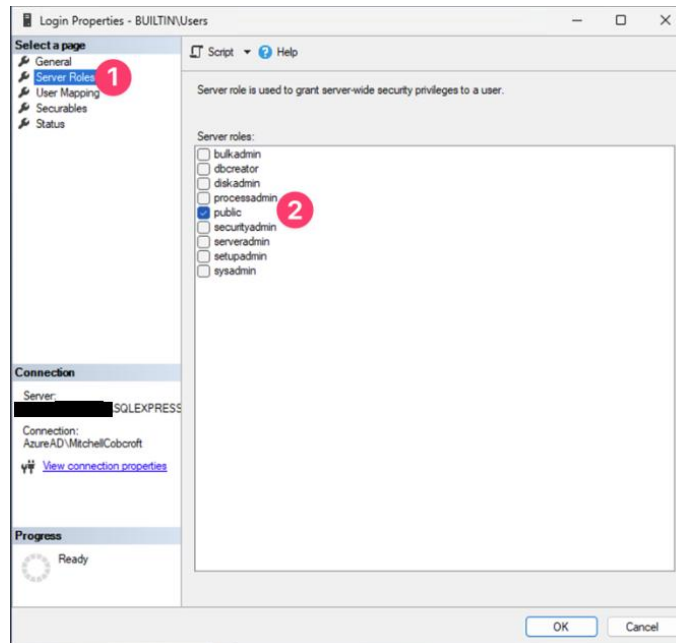 Login Properties - BUILTIN\Users
Select a page
General
Server Roles
1
User Mapping
Securables
Status
Script
Help
Server role is used to grant server-wide security privileges to a user.
Server roles:
bulkadmin
dbcreator
diskadmin
processadmin
public
2
securityadmin
serveradmin
setupadmin
sysadmin
Connection
Server:
SQLEXPRESS
Connection:
AzureAD\MitchellCobcroft
View connection properties
Progress
Ready
OK
Cancel